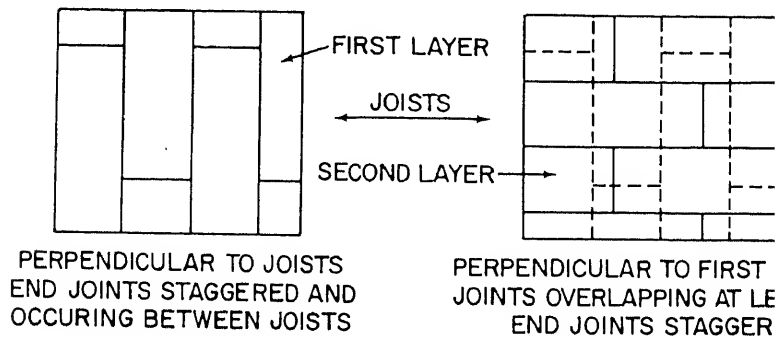 FIRST LAYER
JOISTS
SECOND LAYER
PERPENDICULAR TO JOISTS
END JOINTS STAGGERED AND
OCCURING BETWEEN JOISTS
PERPENDICULAR TO FIRST
JOINTS OVERLAPPING AT LE
END JOINTS STAGGER